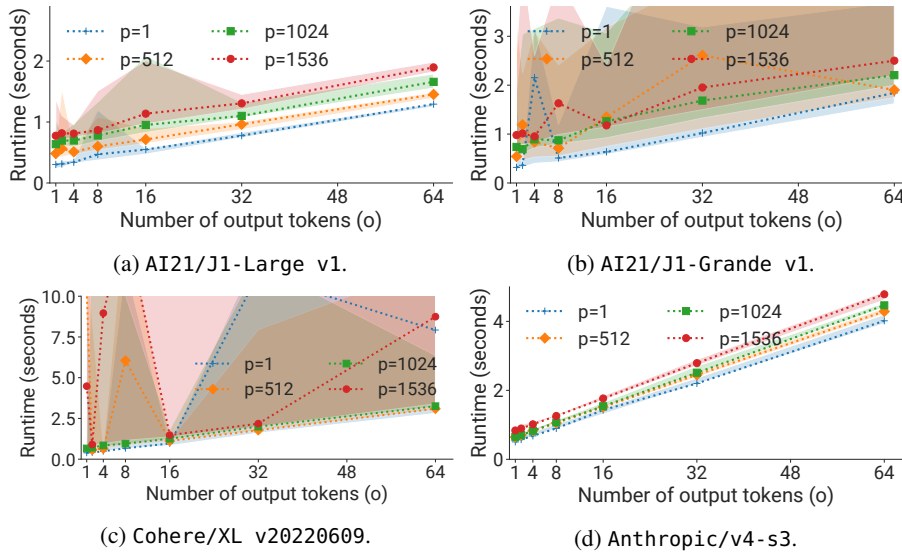 p=1
p=1024
p=512
p=1536
Runtime (seconds)
2
1
0
1 4 8 16 32 48 64
Number of output tokens (o)
(a) AI21/J1-Large v1.
p=1
p=1024
p=512
p=1536
Runtime (seconds)
3
2
1
0
1 4 8 16 32 48 64
Number of output tokens (o)
(b) AI21/J1-Grande v1.
p=1
p=1024
p=512
p=1536
Runtime (seconds)
10.0
7.5
5.0
2.5
0.0
1 4 8 16 32 48 64
Number of output tokens (o)
(c) Cohere/XL v20220609.
p=1
p=1024
p=512
p=1536
Runtime (seconds)
4
2
0
1 4 8 16 32 48 64
Number of output tokens (o)
(d) Anthropic/v4-s3.